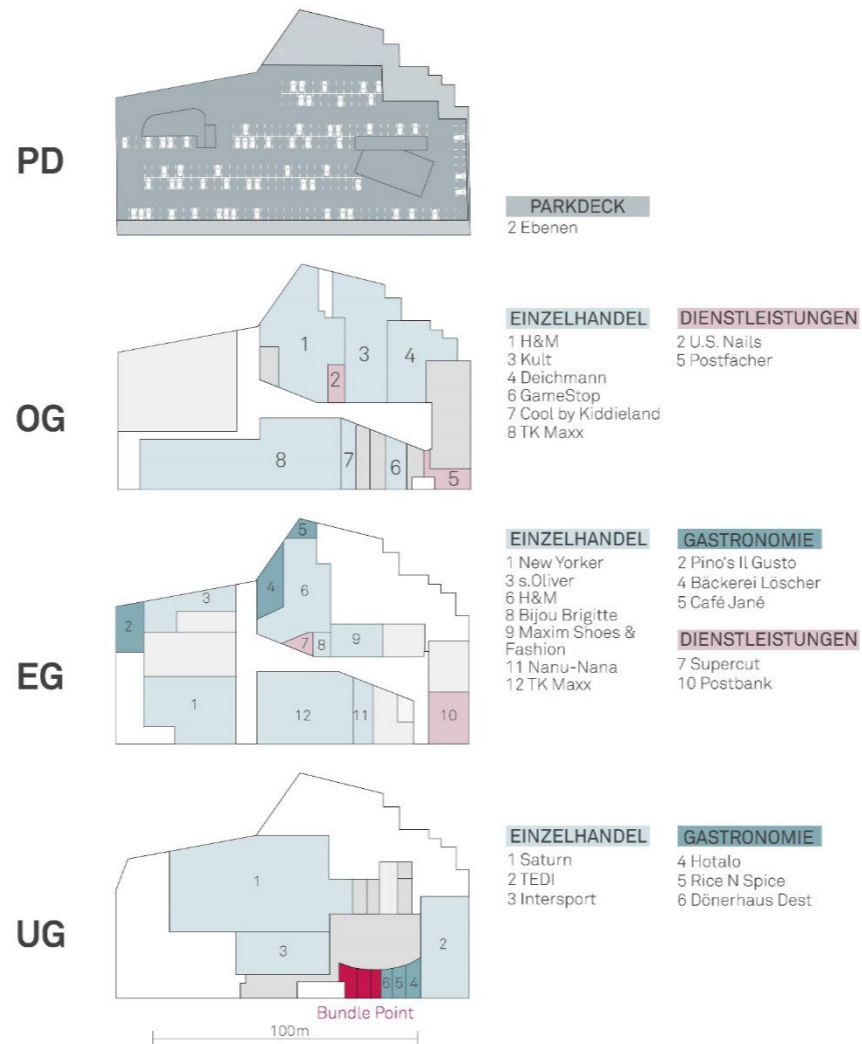 PD
PARKDECK
2 Ebenen
OG
1
2
3
4
5
6
7
8
EINZELHANDEL
1 H&M
3 Kult
4 Deichmann
6 GameStop
7 Cool by Kiddieland
8 TK Maxx
DIENSTLEISTUNGEN
2 U.S. Nails
5 Postfächer
EG
5
4
6
3
2
7
8
9
1
12
11
10
EINZELHANDEL
1 New Yorker
3 s.Oliver
6 H&M
8 Bijou Brigitte
9 Maxim Shoes &
Fashion
11 Nanu-Nana
12 TK Maxx
GASTRONOMIE
2 Pino's Il Gusto
4 Bäckerei Löscher
5 Café Jané
DIENSTLEISTUNGEN
7 Supercut
10 Postbank
UG
1
3
2
6 5 4
Bundle Point
100m
EINZELHANDEL
1 Saturn
2 TEDI
3 Intersport
GASTRONOMIE
4 Hotalo
5 Rice N Spice
6 Dönerhaus Dest